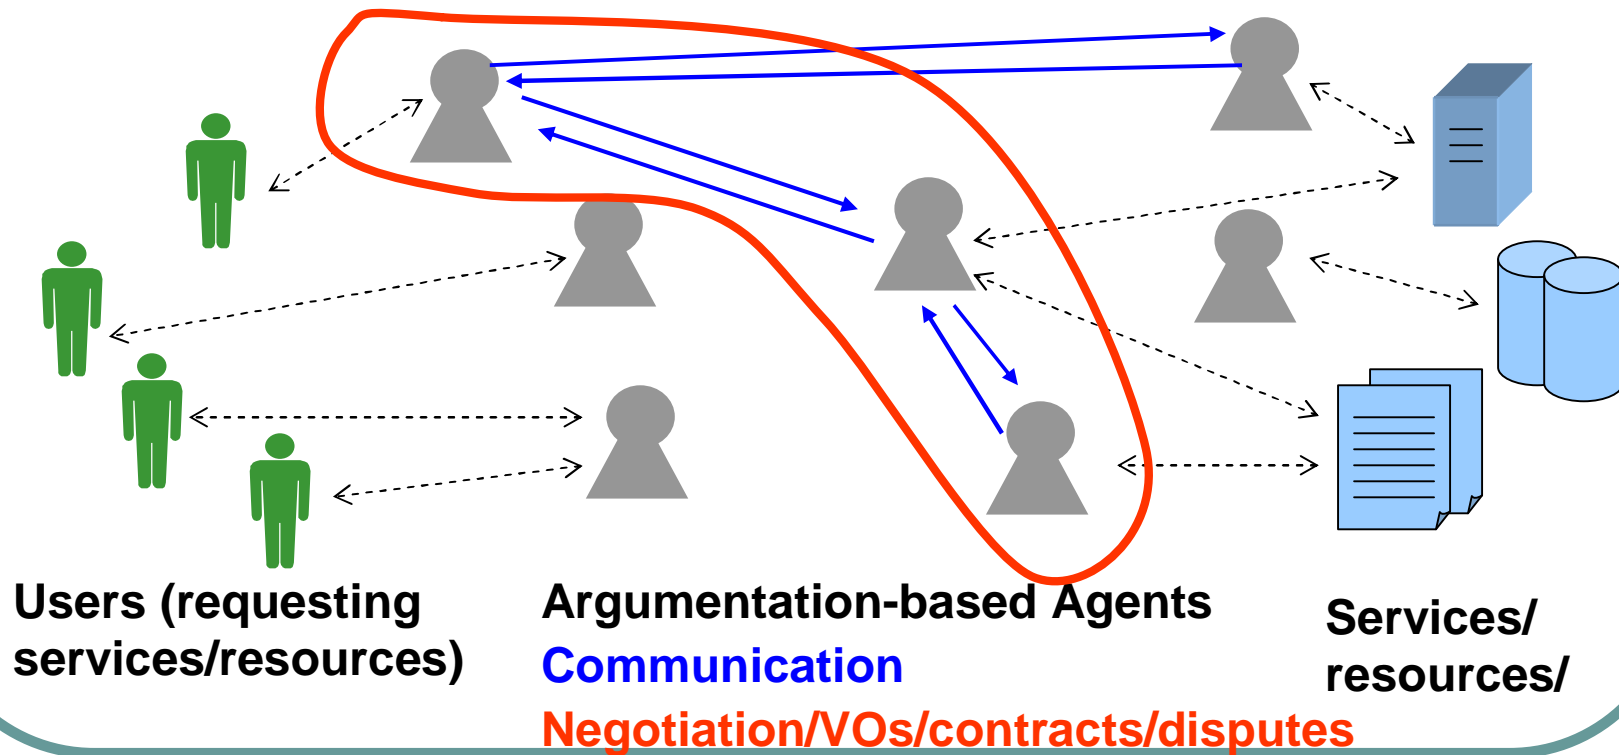 Users (requesting
services/resources)
Argumentation-based Agents
Communication
Negotiation/VOs/contracts/disputes
Services/
resources/